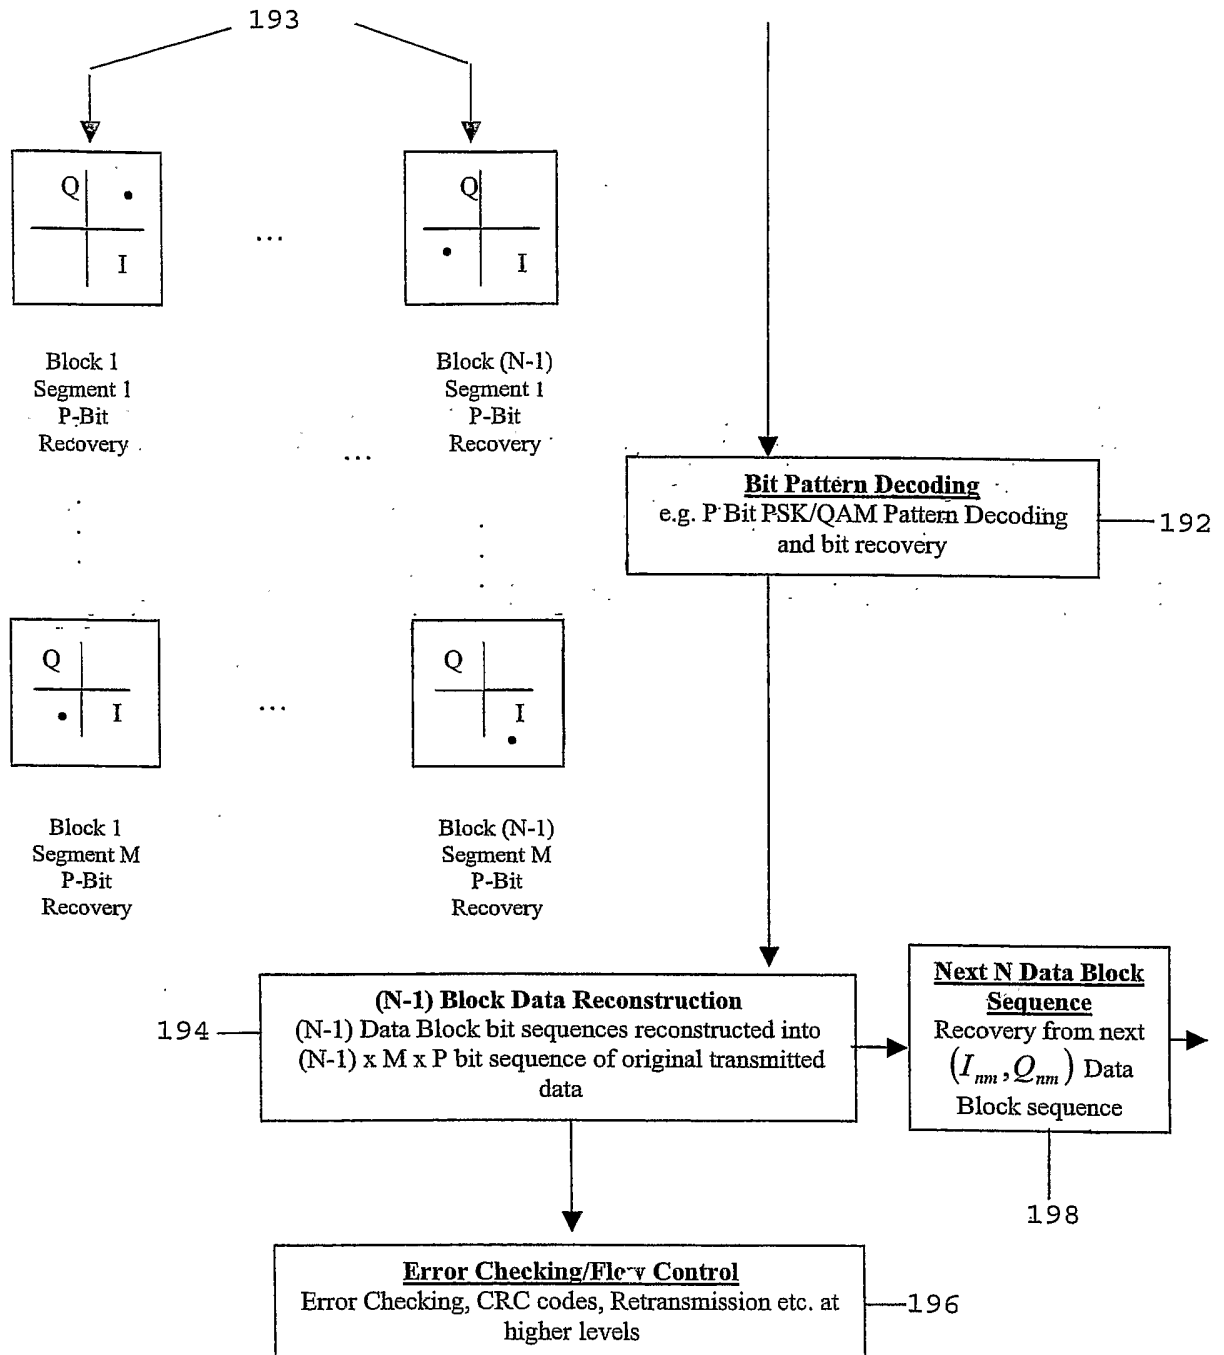 193
Q
I
...
Q
I
Block 1
Segment 1
P-Bit
Recovery
Block (N-1)
Segment 1
P-Bit
Recovery
...
Bit Pattern Decoding
e.g. P Bit PSK/QAM Pattern Decoding
and bit recovery
192
Q
I
...
Q
I
Block 1
Segment M
P-Bit
Recovery
Block (N-1)
Segment M
P-Bit
Recovery
194
(N-1) Block Data Reconstruction
(N-1) Data Block bit sequences reconstructed into
(N-1) x M x P bit sequence of original transmitted
data
Next N Data Block
Sequence
Recovery from next
(Inm, Qnm) Data
Block sequence
198
Error Checking/Flow Control
Error Checking, CRC codes, Retransmission etc. at
higher levels
196